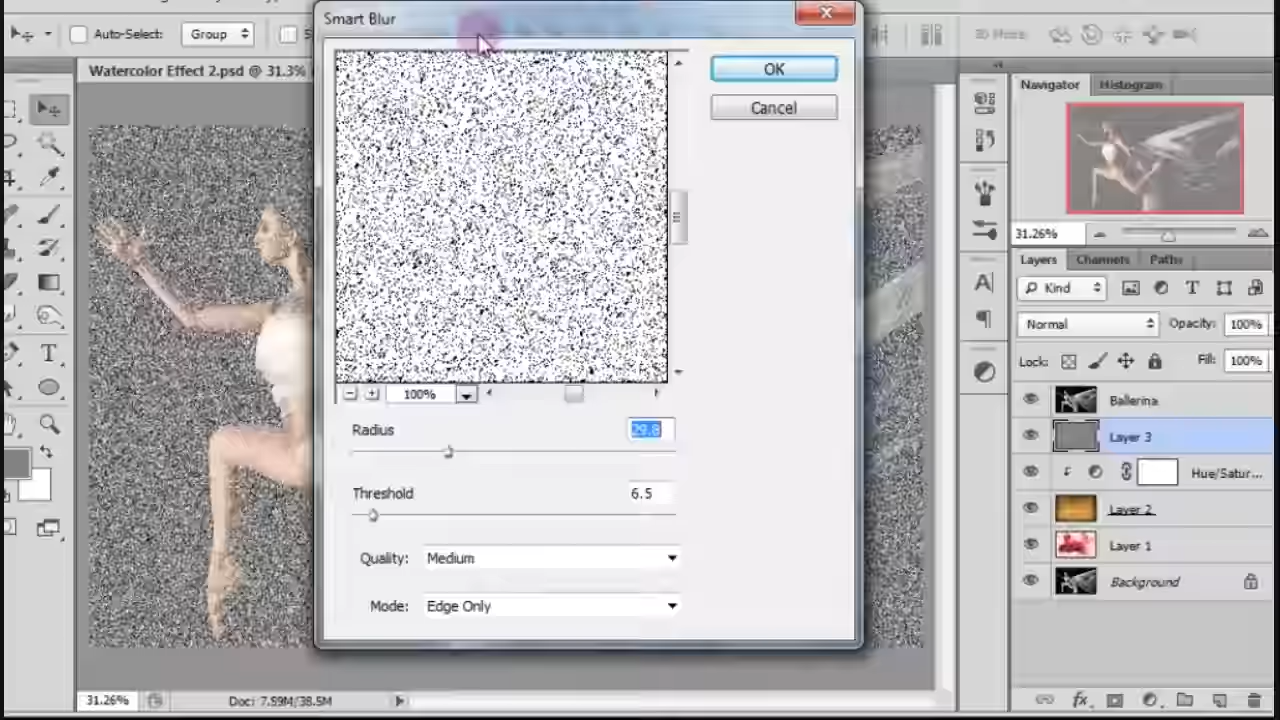 Smart Blur
Auto-Select:
Group
Watercolor Effect 2.psd @ 31.3%
OK
Cancel
Navigator
Histogram
31.26%
Layers
Channels
Paths
Kind
T
Normal
Opacity:
100%
Lock:
Fill:
100%
Ballerina
Layer 3
Hue/Satur...
Layer 2
Layer 1
Background
100%
Radius
29.8
Threshold
6.5
Quality:
Medium
Mode:
Edge Only
31.26%
Doc: 7.59M/38.5M